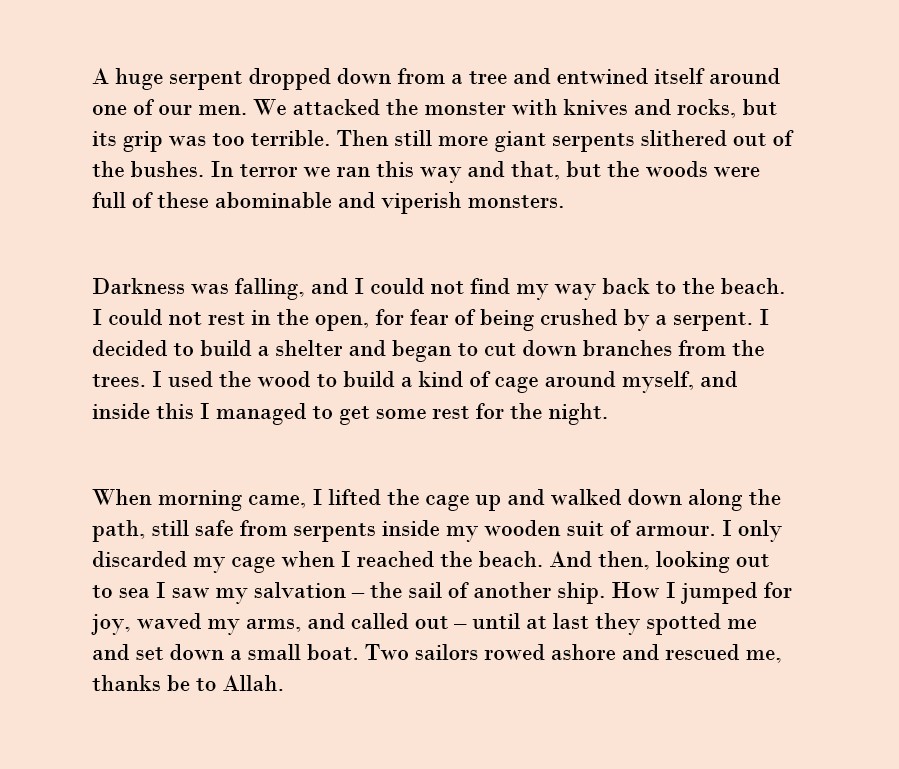 A huge serpent dropped down from a tree and entwined itself around
one of our men. We attacked the monster with knives and rocks, but
its grip was too terrible. Then still more giant serpents slithered out of
the bushes. In terror we ran this way and that, but the woods were
full of these abominable and viperish monsters.
Darkness was falling, and I could not find my way back to the beach.
I could not rest in the open, for fear of being crushed by a serpent. I
decided to build a shelter and began to cut down branches from the
trees. I used the wood to build a kind of cage around myself, and
inside this I managed to get some rest for the night.
When morning came, I lifted the cage up and walked down along the
path, still safe from serpents inside my wooden suit of armour. I only
discarded my cage when I reached the beach. And then, looking out
to sea I saw my salvation – the sail of another ship. How I jumped for
joy, waved my arms, and called out – until at last they spotted me
and set down a small boat. Two sailors rowed ashore and rescued me,
thanks be to Allah.